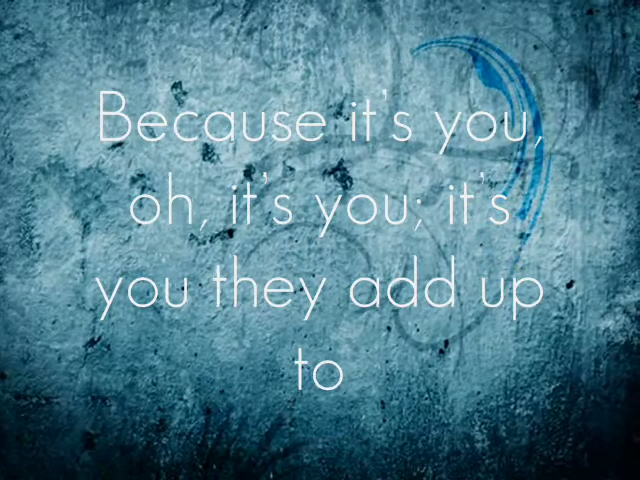 Because it's you,
oh, it's you; it's
you they add up
to